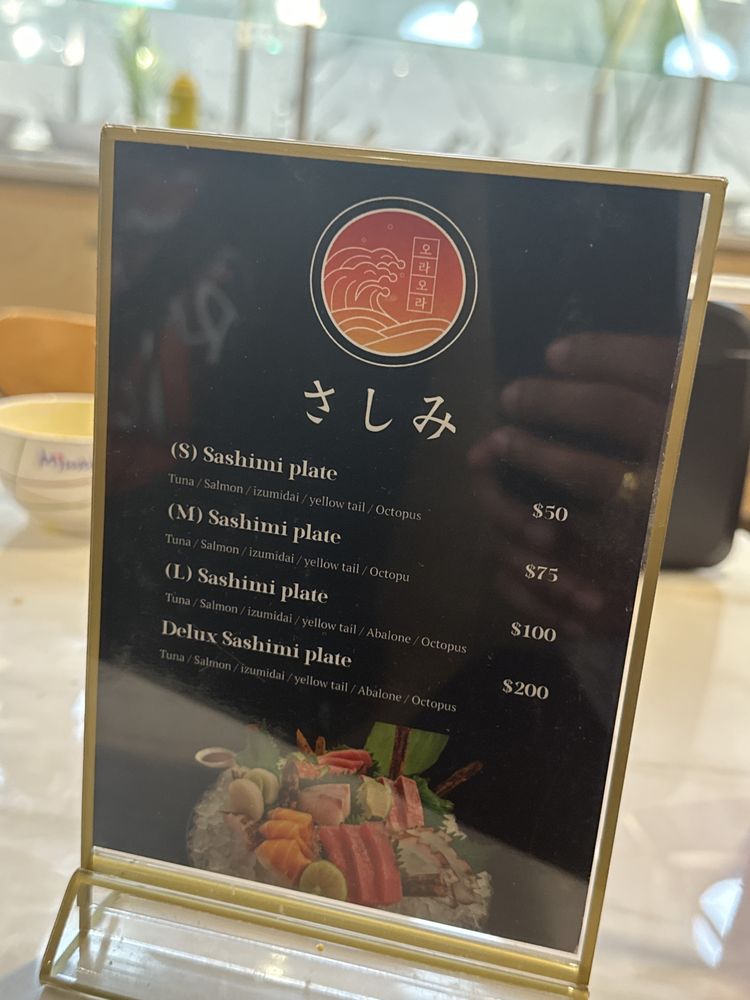 오
라
오
라
さしみ
(S) Sashimi plate
Tuna / Salmon / izumidai / yellow tail / Octopus
$50
(M) Sashimi plate
Tuna / Salmon / izumidai / yellow tail / Octopu
$75
(L) Sashimi plate
Tuna / Salmon / izumidai / yellow tail / Abalone / Octopus
$100
Delux Sashimi plate
Tuna / Salmon / izumidai / yellow tail / Abalone / Octopus
$200